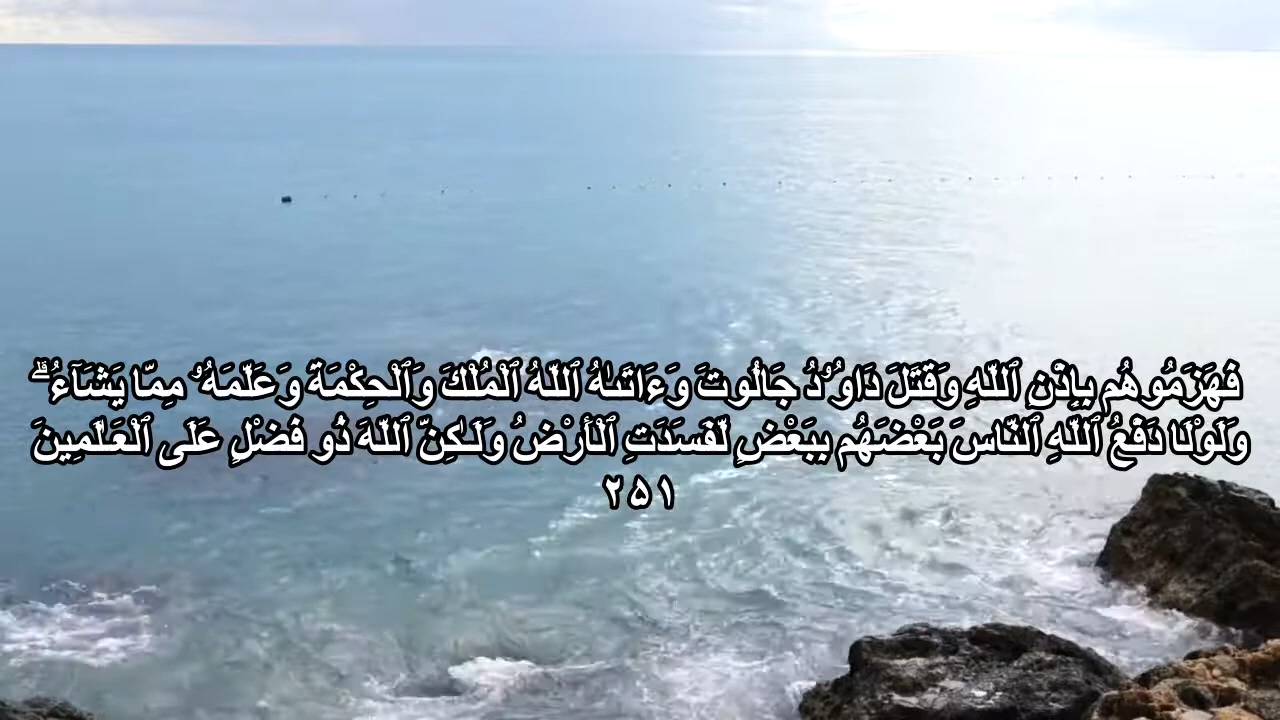 فَهَزَمُوهُم بِإِذْنِ ٱللَّهِ وَقَتَلَ دَاوُۥدُ جَالُوتَ وَءَاتَىٰهُ ٱللَّهُ ٱلْمُلْكَ وَٱلْحِكْمَةَ وَعَلَّمَهُۥ مِمَّا يَشَآءُ ۗ
وَلَوْلَا دَفْعُ ٱللَّهِ ٱلنَّاسَ بَعْضَهُم بِبَعْضٍ لَّفَسَدَتِ ٱلْأَرْضُ وَلَـٰكِنَّ ٱللَّهَ ذُو فَضْلٍ عَلَى ٱلْعَـٰلَمِينَ
٢٥١